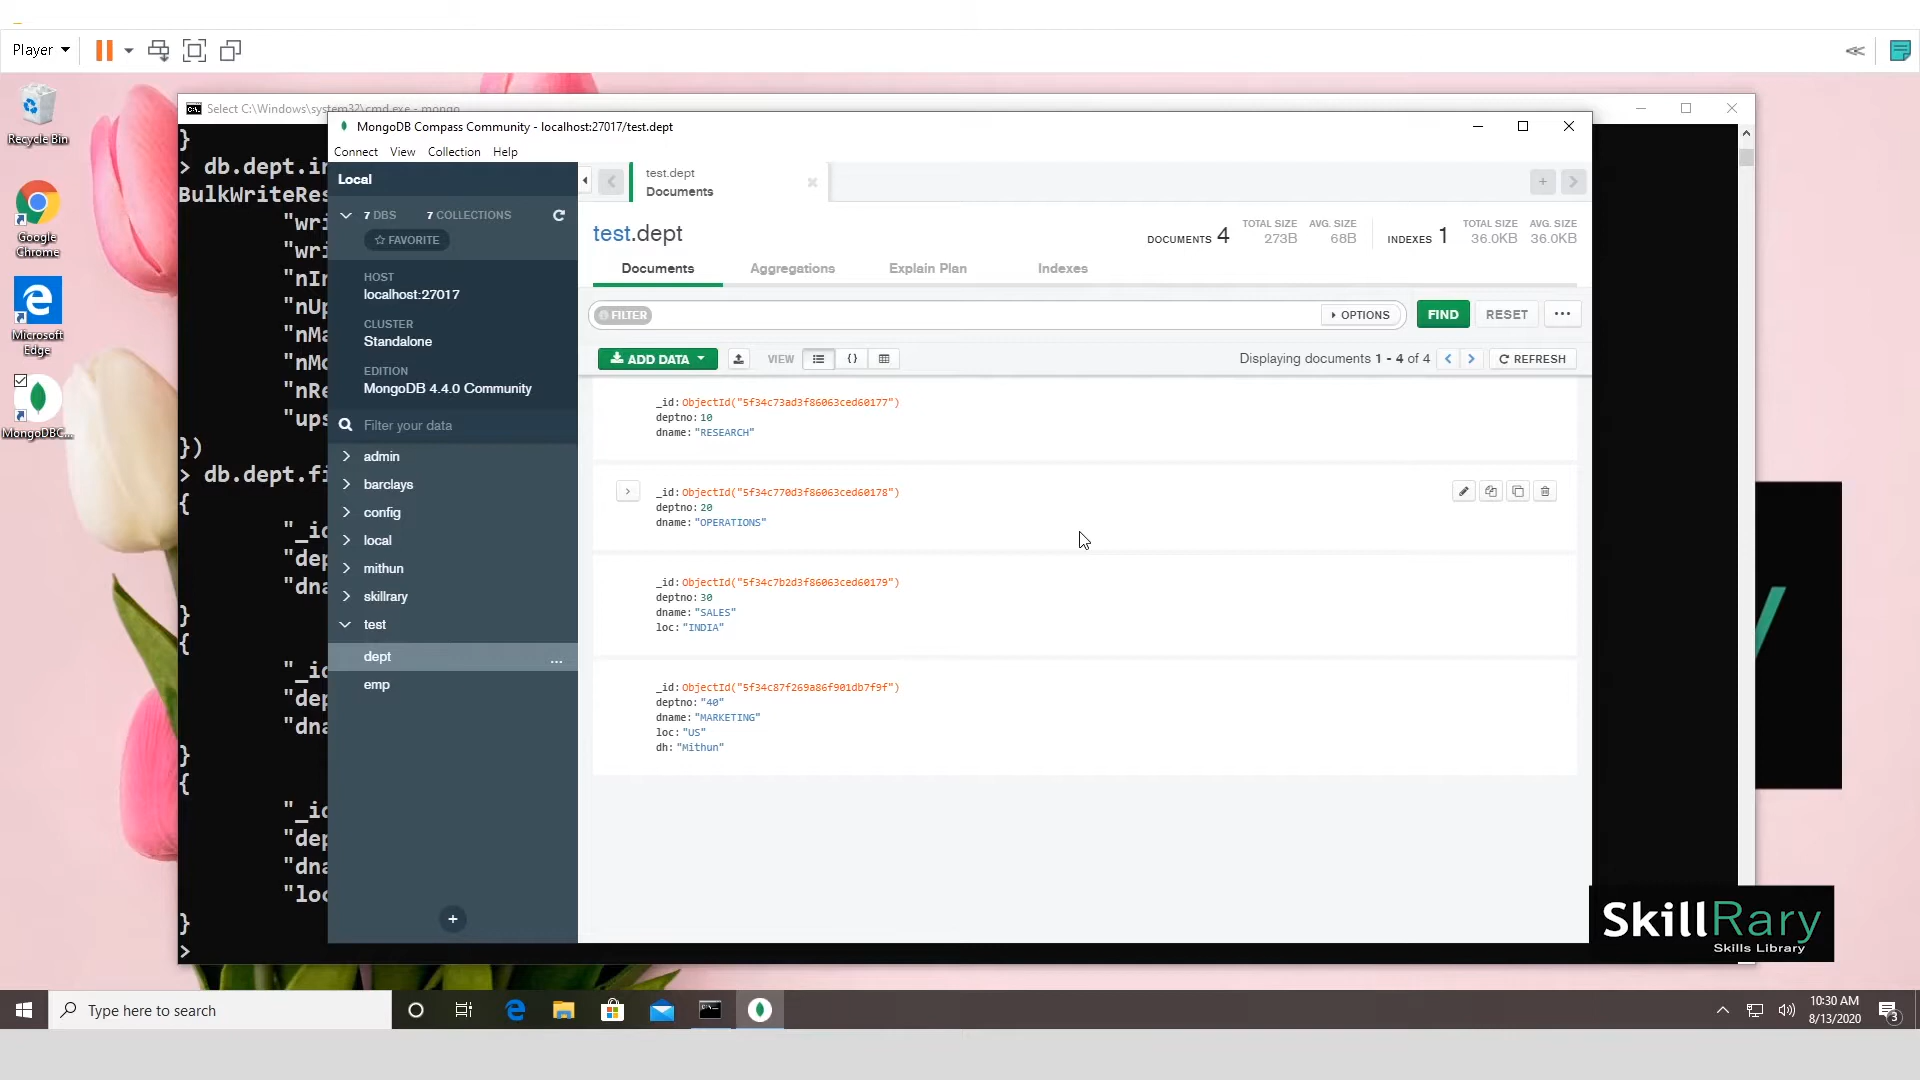 Player
Recycle Bin
Google
Chrome
Microsoft
Edge
MongoDBC...
Select C:\Windows\system32\cmd.exe - mongo
}
> db.dept.in
BulkWriteRes
"wri
"wri
"nIn
"nUp
"nMa
"nMo
"nRe
"ups
})
> db.dept.fi
{
"_id
"dep
"dna
}
{
"_id
"dep
"dna
}
{
"_id
"dep
"dna
"loc
}
>
MongoDB Compass Community - localhost:27017/test.dept
Connect View Collection Help
Local
7 DBS 7 COLLECTIONS
FAVORITE
HOST
localhost:27017
CLUSTER
Standalone
EDITION
MongoDB 4.4.0 Community
Filter your data
admin
barclays
config
local
mithun
skillrary
test
dept ...
emp
+
test.dept
Documents
test.dept
DOCUMENTS 4 TOTAL SIZE 273B AVG. SIZE 68B INDEXES 1 TOTAL SIZE 36.0KB AVG. SIZE 36.0KB
Documents Aggregations Explain Plan Indexes
FILTER OPTIONS FIND RESET ...
ADD DATA VIEW {} Displaying documents 1 - 4 of 4 REFRESH
_id: ObjectId("5f34c73ad3f86063ced60177")
deptno: 10
dname: "RESEARCH"
_id: ObjectId("5f34c770d3f86063ced60178")
deptno: 20
dname: "OPERATIONS"
_id: ObjectId("5f34c7b2d3f86063ced60179")
deptno: 30
dname: "SALES"
loc: "INDIA"
_id: ObjectId("5f34c87f269a86f901db7f9f")
deptno: "40"
dname: "MARKETING"
loc: "US"
dh: "Mithun"
SkillRary
Skills Library
Type here to search
10:30 AM
8/13/2020
3